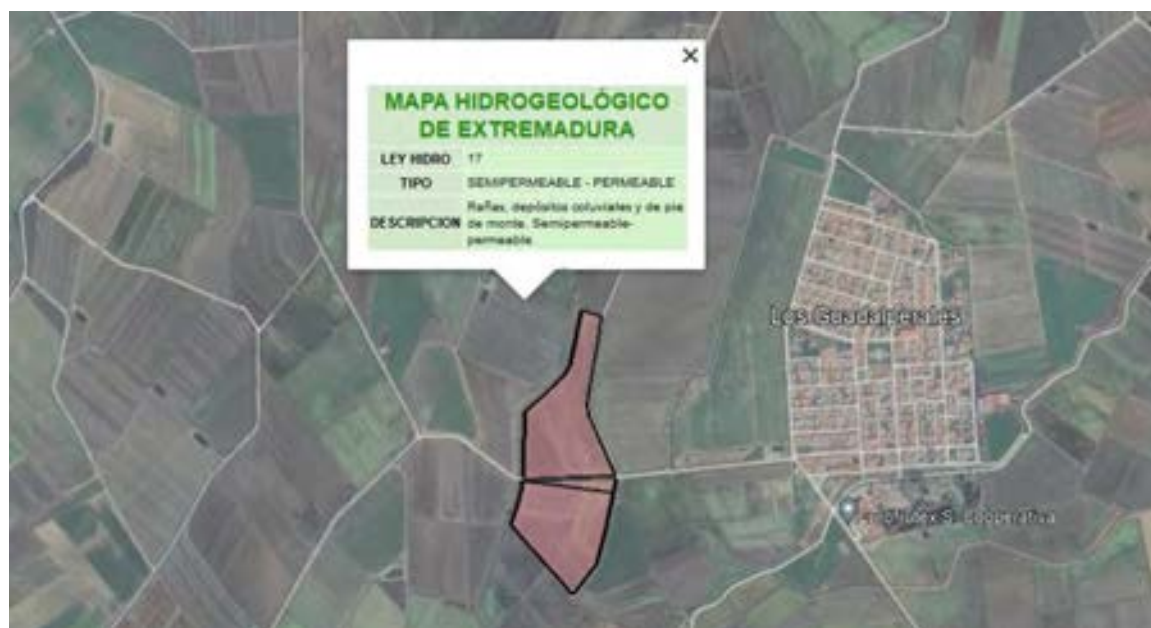 ×
MAPA HIDROGEOLÓGICO
DE EXTREMADURA
LEY HIDRO 17
TIPO SEMIPERMEABLE - PERMEABLE
DESCRIPCION Rañas, depósitos coluviales y de pie
de monte. Semipermeable-
permeable
Los Guadalperales
S. Cooperativa